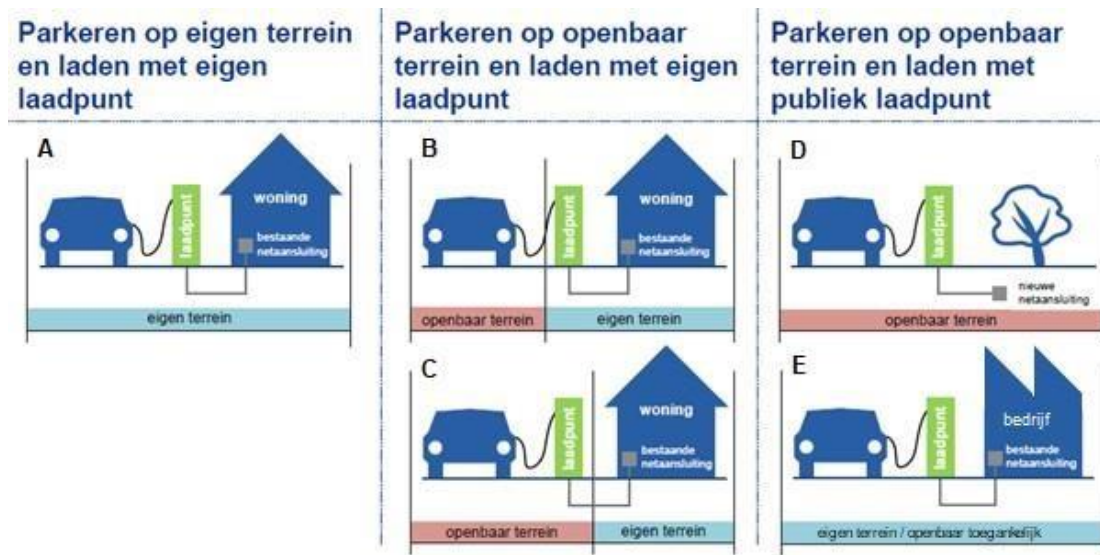 Parkeren op eigen terrein
en laden met eigen
laadpunt
A
laadpunt
woning
bestaande
netaansluiting
eigen terrein
Parkeren op openbaar
terrein en laden met eigen
laadpunt
B
laadpunt
woning
bestaande
netaansluiting
openbaar terrein
eigen terrein
C
laadpunt
woning
bestaande
netaansluiting
openbaar terrein
eigen terrein
Parkeren op openbaar
terrein en laden met
publiek laadpunt
D
laadpunt
nieuwe
netaansluiting
openbaar terrein
E
laadpunt
bedrijf
bestaande
netaansluiting
eigen terrein / openbaar toegankelijk